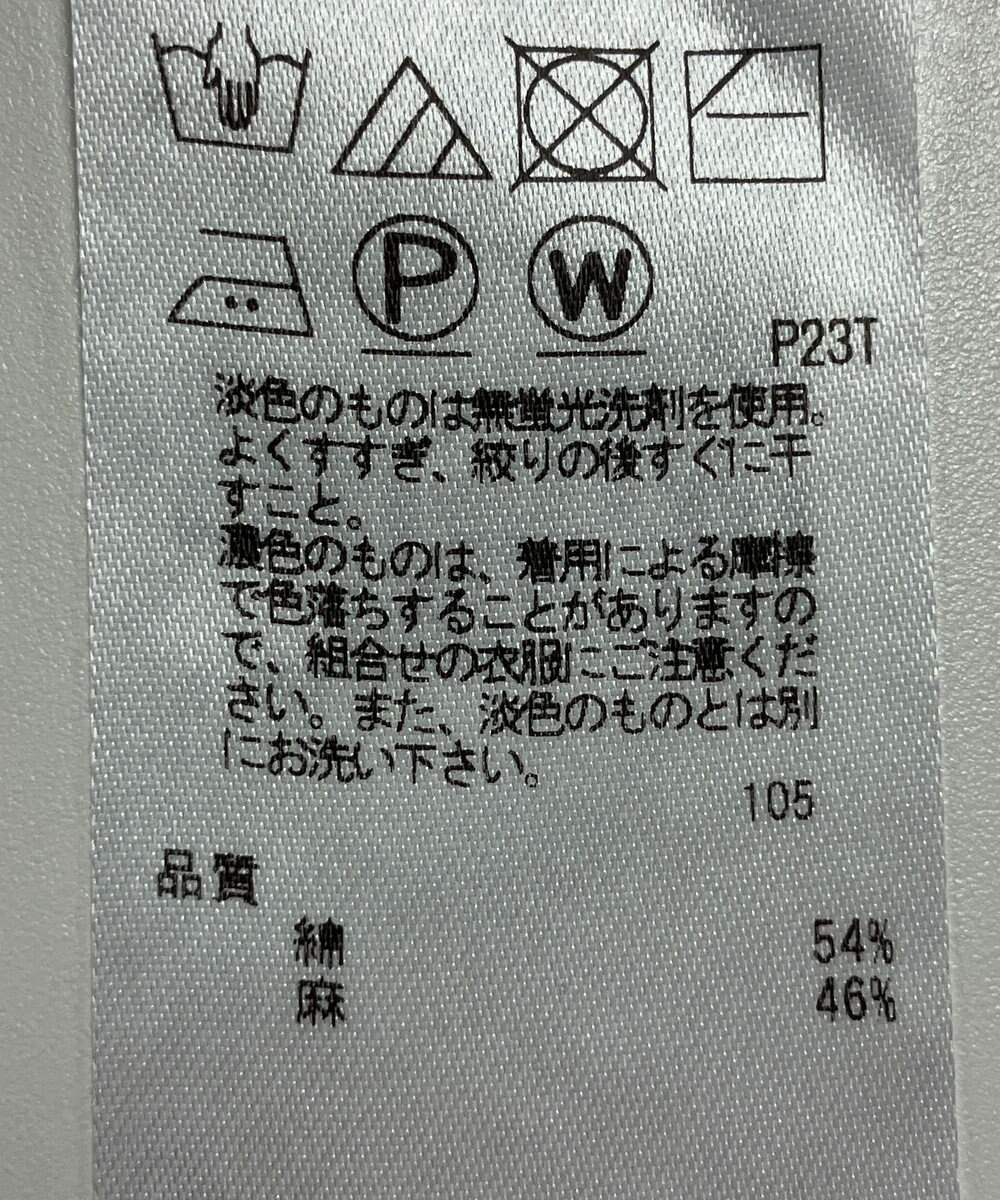 P
W
P23T
淡色のものは無蛍光洗剤を使用。
よくすすぎ、絞りの後すぐに干
すこと。
濃色のものは、着用による摩擦
で色落ちすることがありますの
で、組合せの衣服にご注意くだ
さい。また、淡色のものとは別
にお洗い下さい。
105
品質
綿 54%
麻 46%